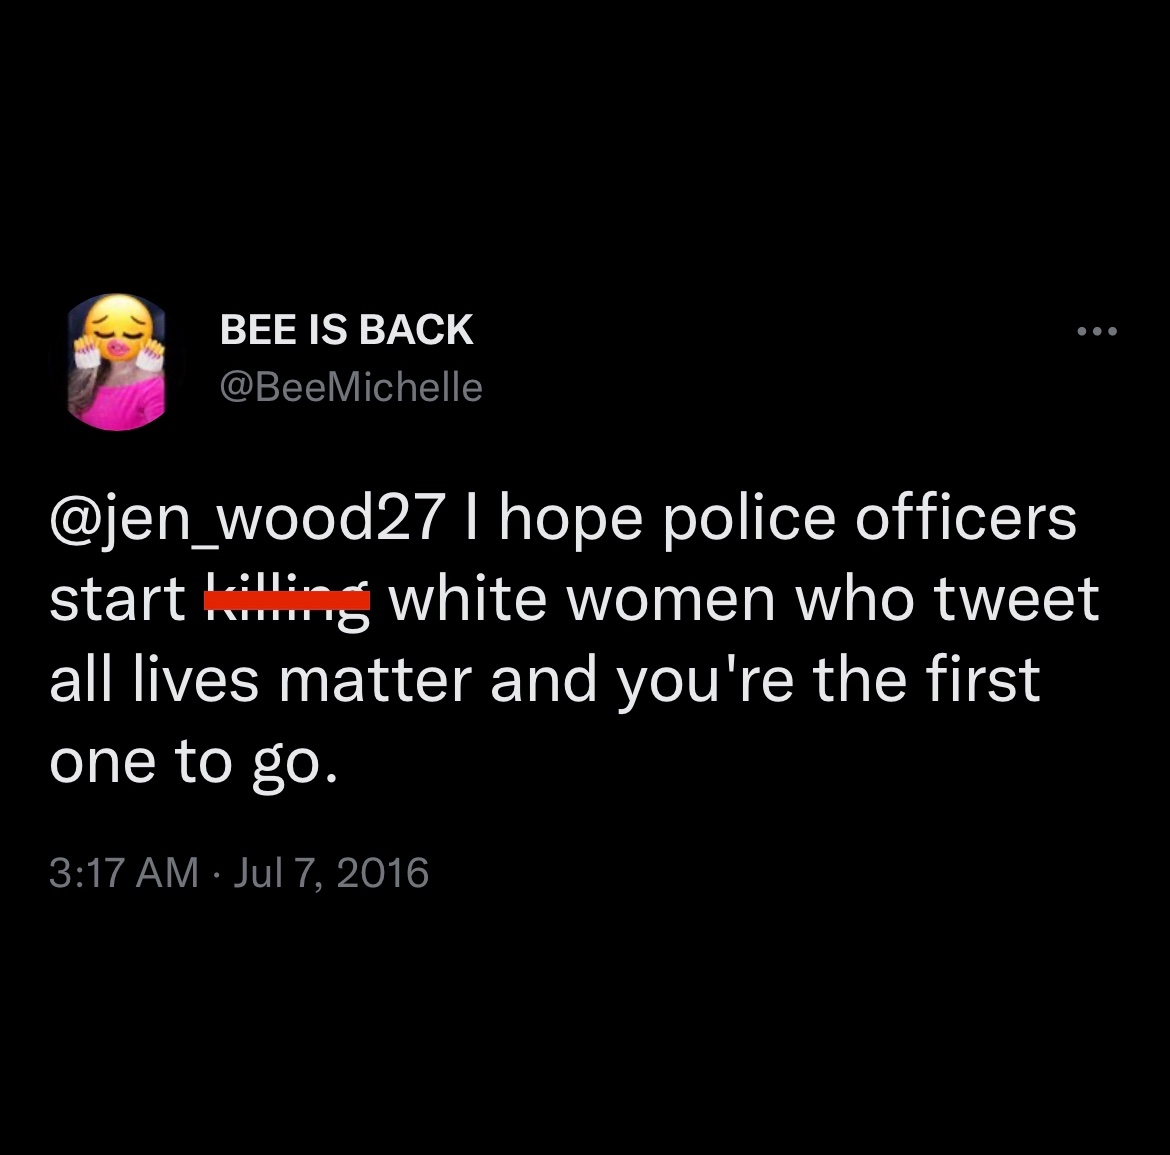 BEE IS BACK
@BeeMichelle
@jen_wood27 I hope police officers
start killing white women who tweet
all lives matter and you're the first
one to go.
3:17 AM · Jul 7, 2016